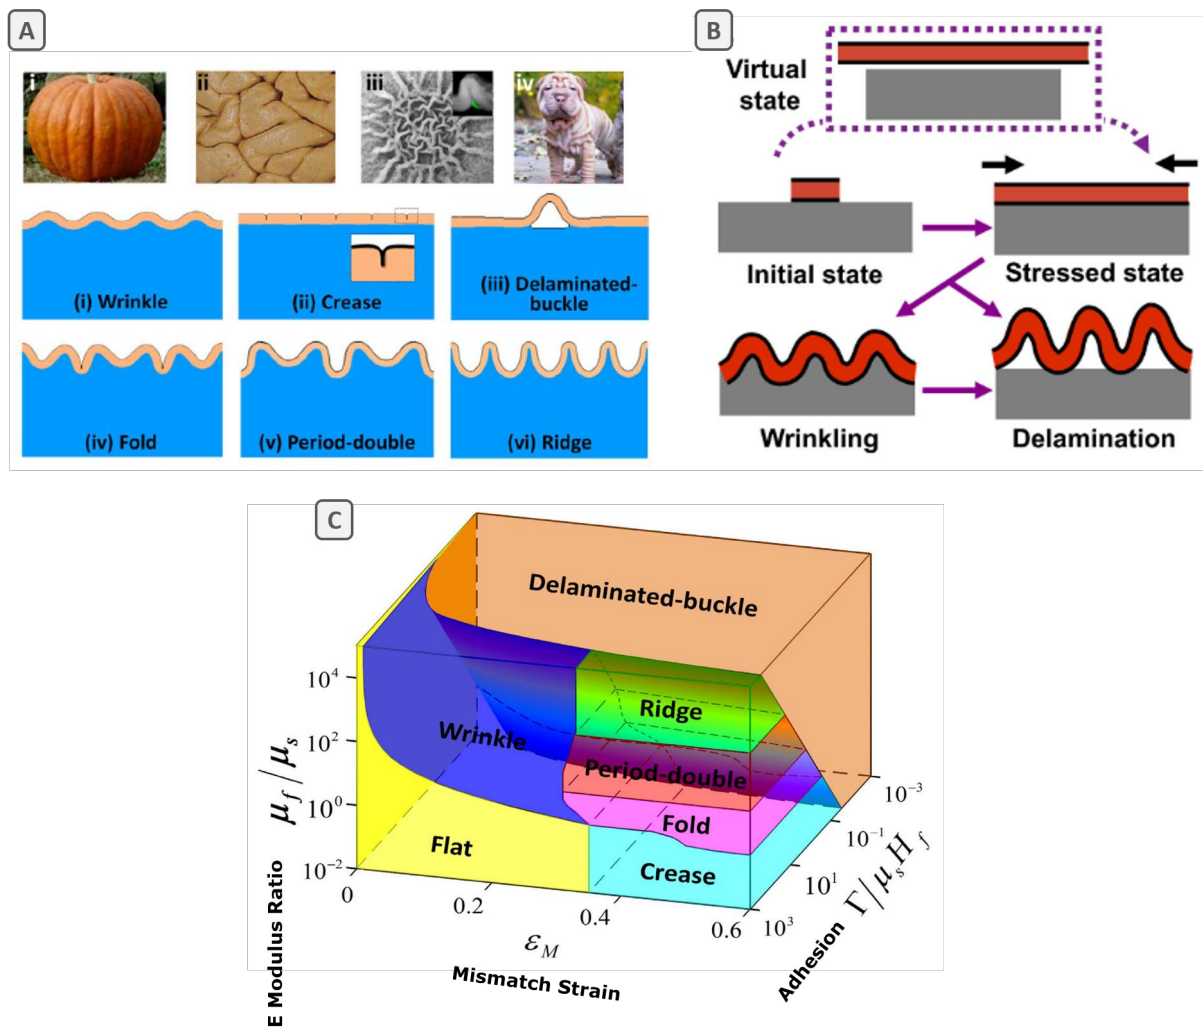 A
i
ii
iii
iv
(i) Wrinkle
(ii) Crease
(iii) Delaminated-
buckle
(iv) Fold
(v) Period-double
(vi) Ridge
B
Virtual
state
Initial state
Stressed state
Wrinkling
Delamination
C
Delaminated-buckle
Ridge
Wrinkle
Period-double
Fold
Flat
Crease
10⁴
10²
10⁰
10⁻²
μf/μs
E Modulus Ratio
0
0.2
0.4
0.6
εM
Mismatch Strain
10³
10¹
10⁻¹
10⁻³
Adhesion Γ/μsHf